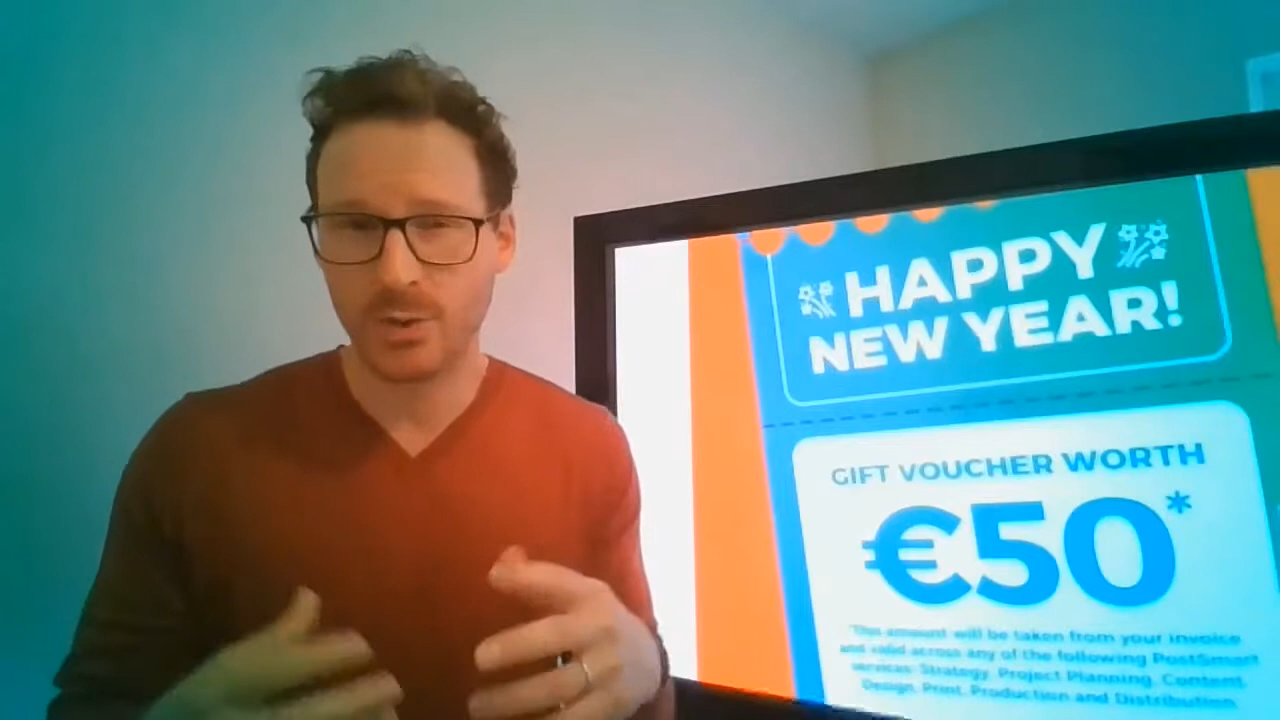 HAPPY
NEW YEAR!
GIFT VOUCHER WORTH
€50*
*This amount will be taken from your invoice
and valid across any of the following PostSmart
services: Strategy, Project Planning, Content,
Design, Print, Production and Distribution.